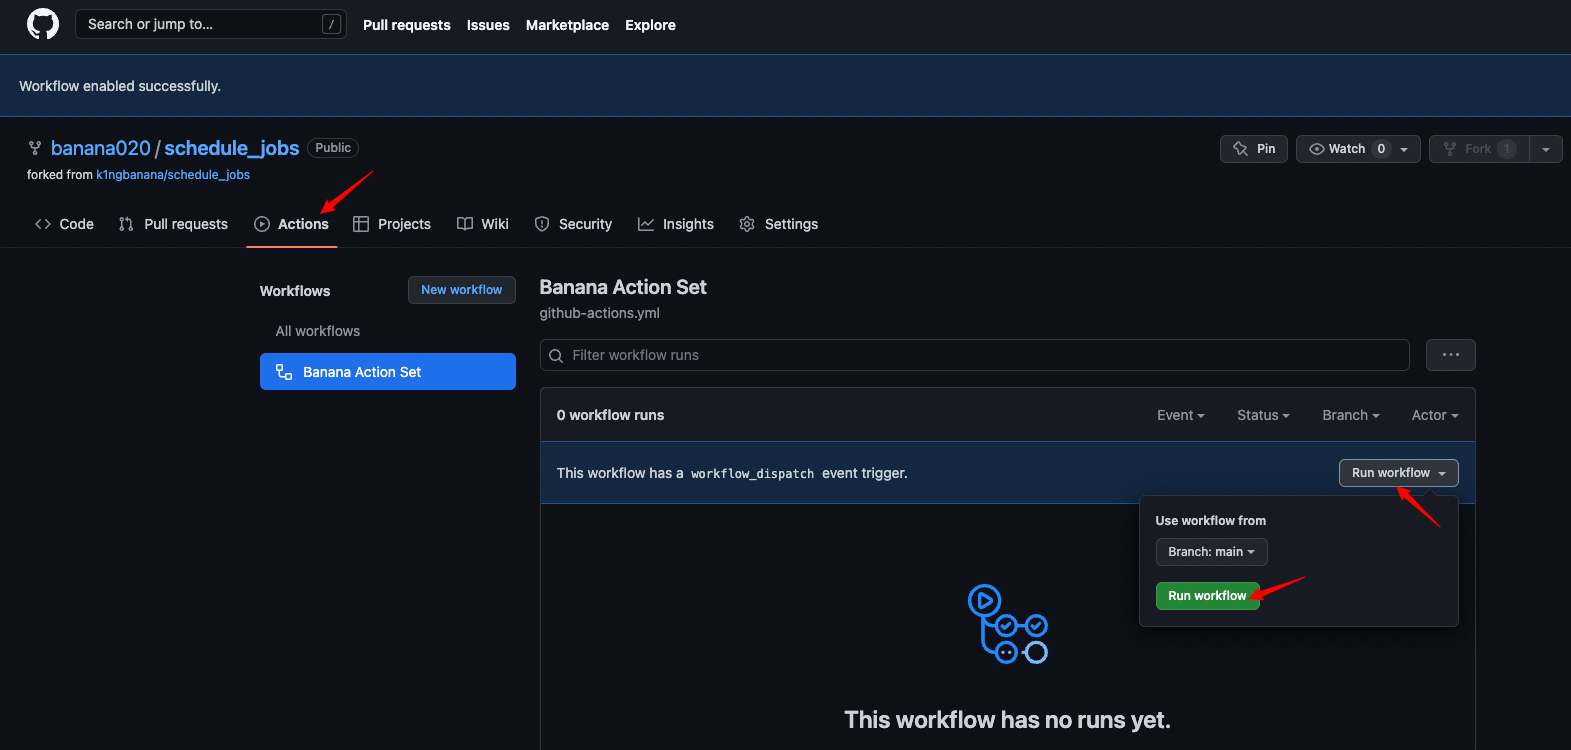 Search or jump to... /
Pull requests Issues Marketplace Explore
Workflow enabled successfully.
banana020 / schedule_jobs Public
forked from k1ngbanana/schedule_jobs
Pin Watch 0 Fork 1
Code Pull requests Actions Projects Wiki Security Insights Settings
Workflows New workflow
All workflows
Banana Action Set
Banana Action Set
github-actions.yml
Filter workflow runs
0 workflow runs Event Status Branch Actor
This workflow has a workflow_dispatch event trigger. Run workflow
Use workflow from
Branch: main
Run workflow
This workflow has no runs yet.